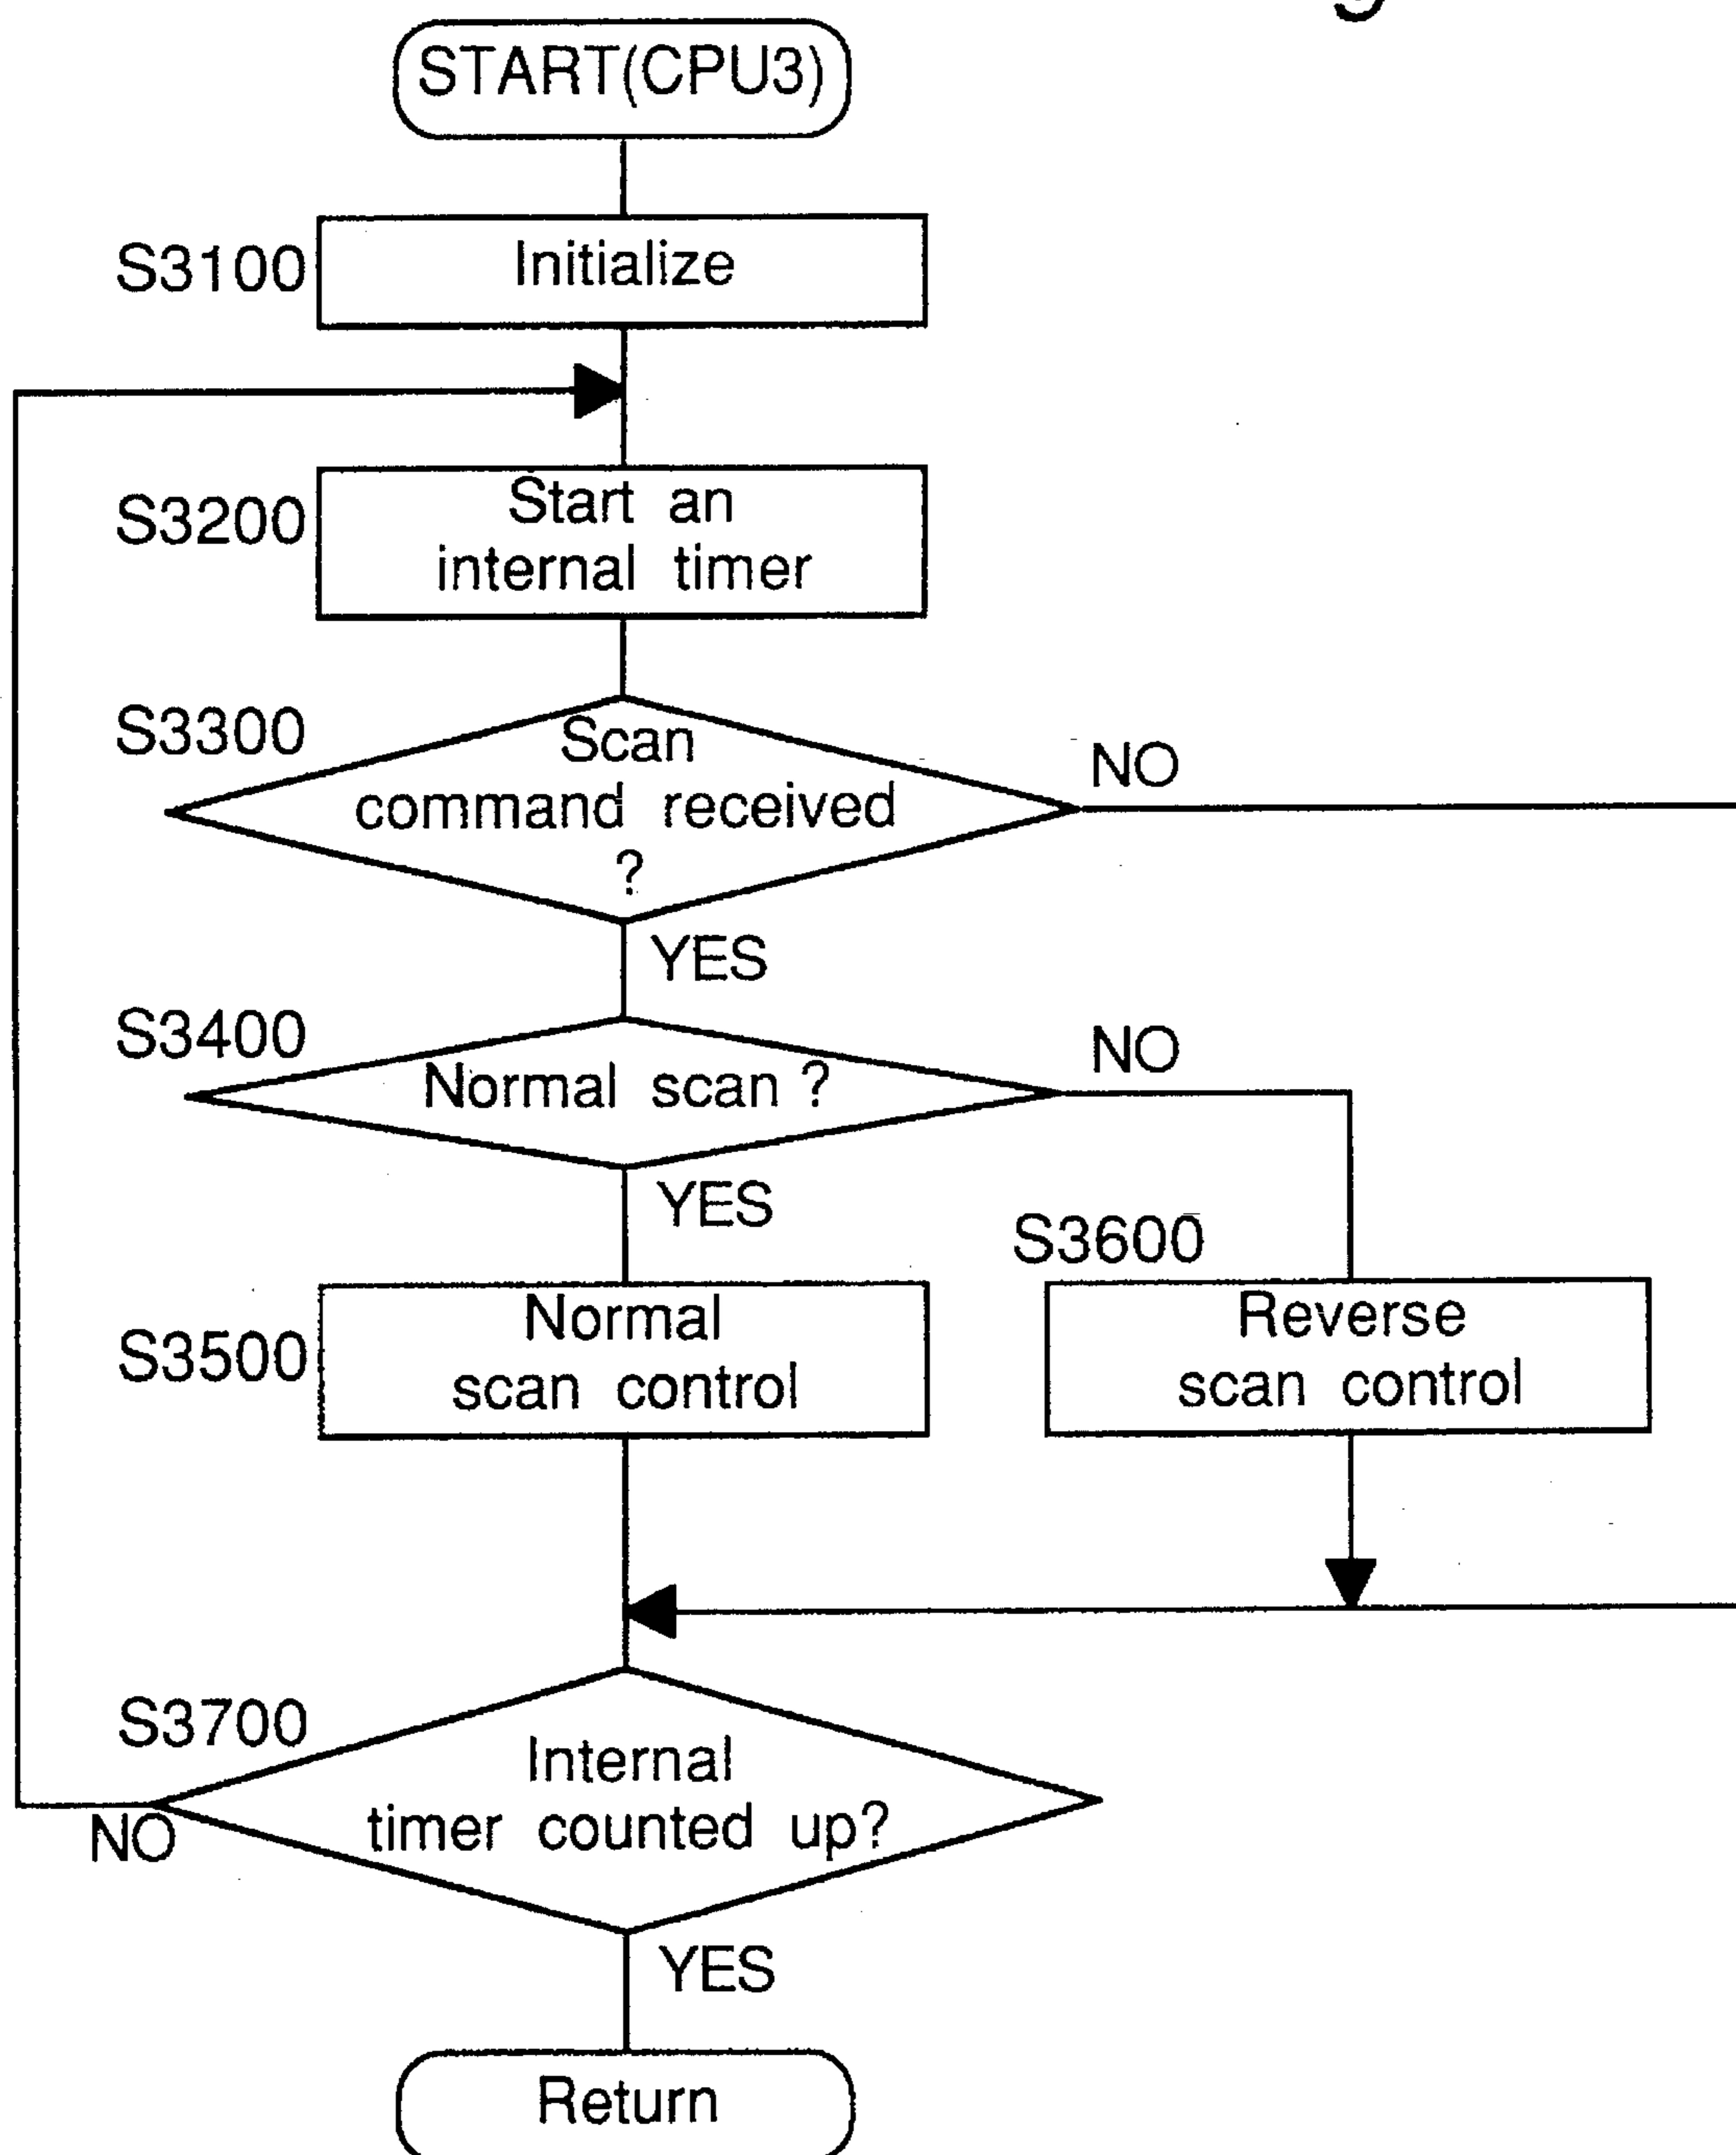 START(CPU3)
S3100
Initialize
S3200
Start an
internal timer
S3300
Scan
command received
?
NO
YES
S3400
Normal scan ?
NO
YES
S3500
Normal
scan control
S3600
Reverse
scan control
S3700
Internal
timer counted up?
NO
YES
Return